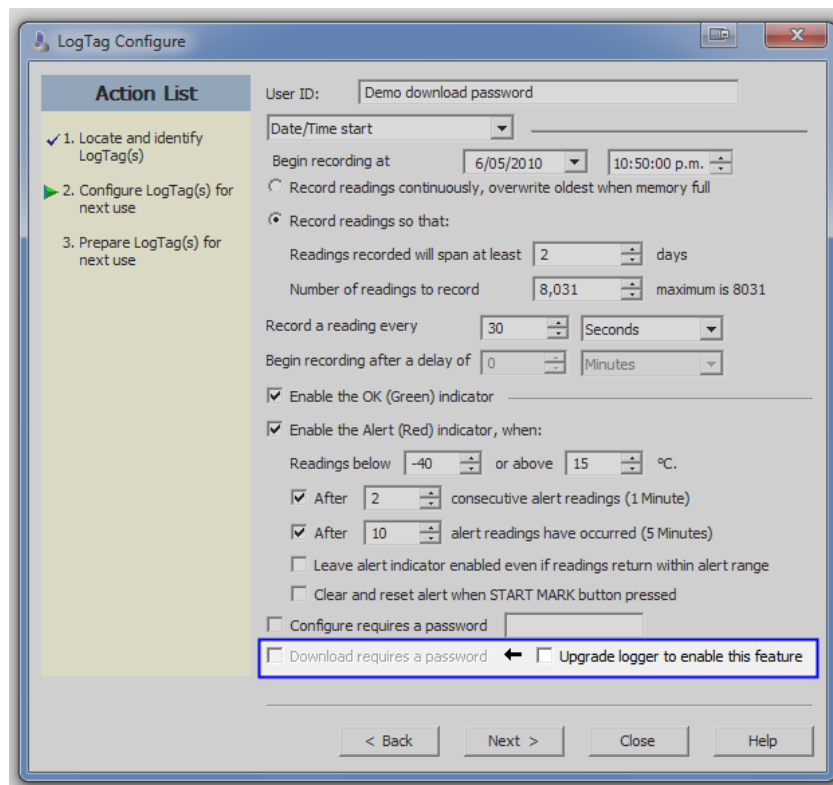 LogTag Configure
Action List
1. Locate and identify
LogTag(s)
2. Configure LogTag(s) for
next use
3. Prepare LogTag(s) for
next use
User ID: Demo download password
Date/Time start
Begin recording at 6/05/2010 10:50:00 p.m.
Record readings continuously, overwrite oldest when memory full
Record readings so that:
Readings recorded will span at least 2 days
Number of readings to record 8,031 maximum is 8031
Record a reading every 30 Seconds
Begin recording after a delay of 0 Minutes
Enable the OK (Green) indicator
Enable the Alert (Red) indicator, when:
Readings below -40 or above 15 °C.
After 2 consecutive alert readings (1 Minute)
After 10 alert readings have occurred (5 Minutes)
Leave alert indicator enabled even if readings return within alert range
Clear and reset alert when START MARK button pressed
Configure requires a password
Download requires a password Upgrade logger to enable this feature
< Back Next > Close Help